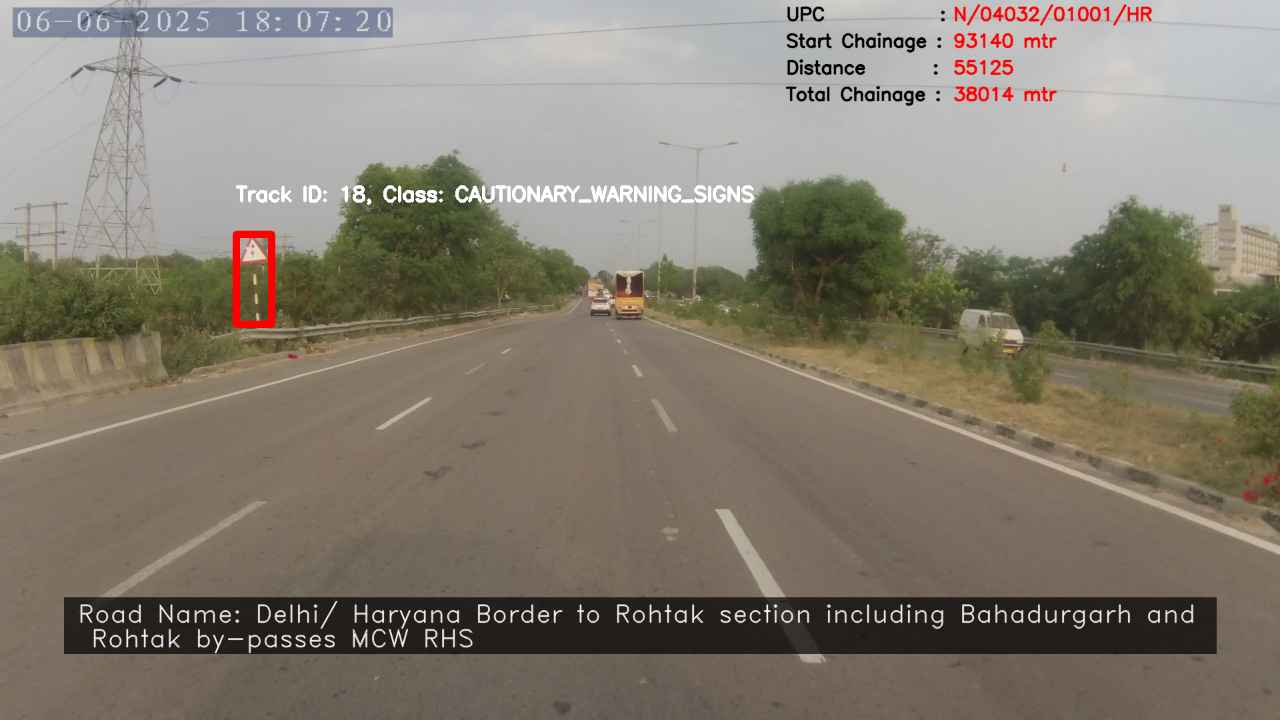 06-06-2025 18:07:20
UPC : N/04032/01001/HR
Start Chainage : 93140 mtr
Distance : 55125
Total Chainage : 38014 mtr
Track ID: 18, Class: CAUTIONARY_WARNING_SIGNS
Road Name: Delhi/ Haryana Border to Rohtak section including Bahadurgarh and
Rohtak by-passes MCW RHS